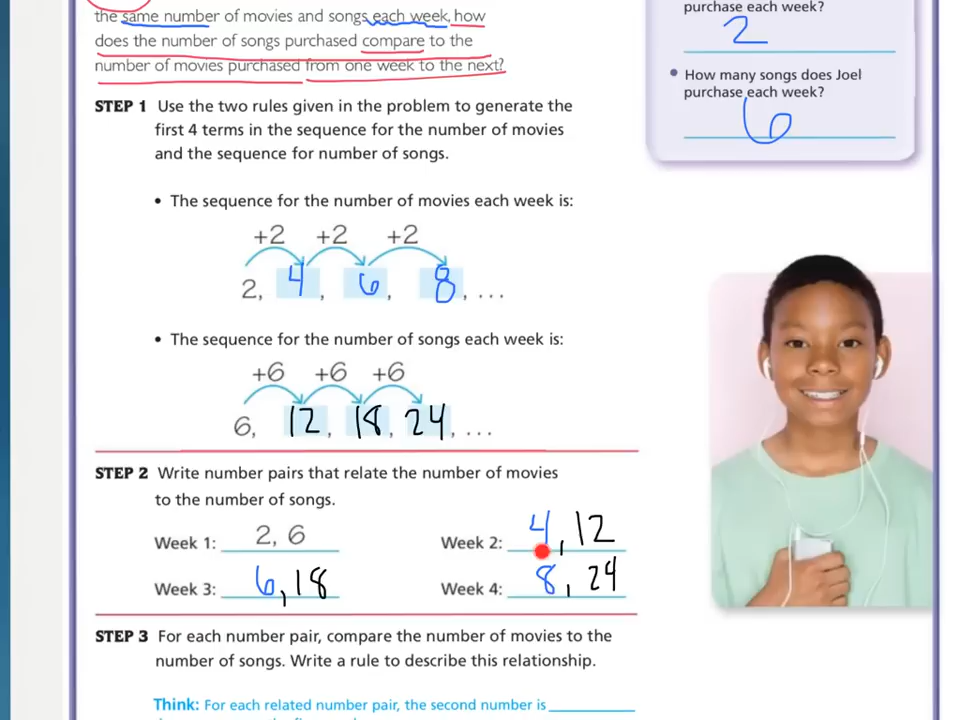 the same number of movies and songs each week, how
does the number of songs purchased compare to the
number of movies purchased from one week to the next?
purchase each week?
2
• How many songs does Joel
purchase each week?
6
STEP 1 Use the two rules given in the problem to generate the
first 4 terms in the sequence for the number of movies
and the sequence for number of songs.
• The sequence for the number of movies each week is:
+2 +2 +2
2, 4, 6, 8, ...
• The sequence for the number of songs each week is:
+6 +6 +6
6, 12, 18, 24, ...
STEP 2 Write number pairs that relate the number of movies
to the number of songs.
Week 1: 2, 6 Week 2: 4, 12
Week 3: 6, 18 Week 4: 8, 24
STEP 3 For each number pair, compare the number of movies to the
number of songs. Write a rule to describe this relationship.
Think: For each related number pair, the second number is